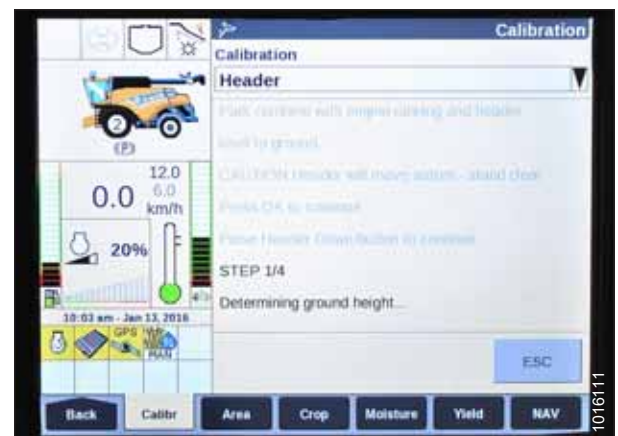 Calibration
Calibration
Header
Park combine with engine running and header
level to ground.
CAUTION Header will move autom.- stand clear
Press OK to continue
Press Header Down button to continue
STEP 1/4
Determining ground height...
ESC
2
(P)
12.0
0.0
6.0
km/h
20%
10:03 am - Jan 13, 2016
GPS
MAN
Back
Calibr
Area
Crop
Moisture
Yield
NAV
1016111